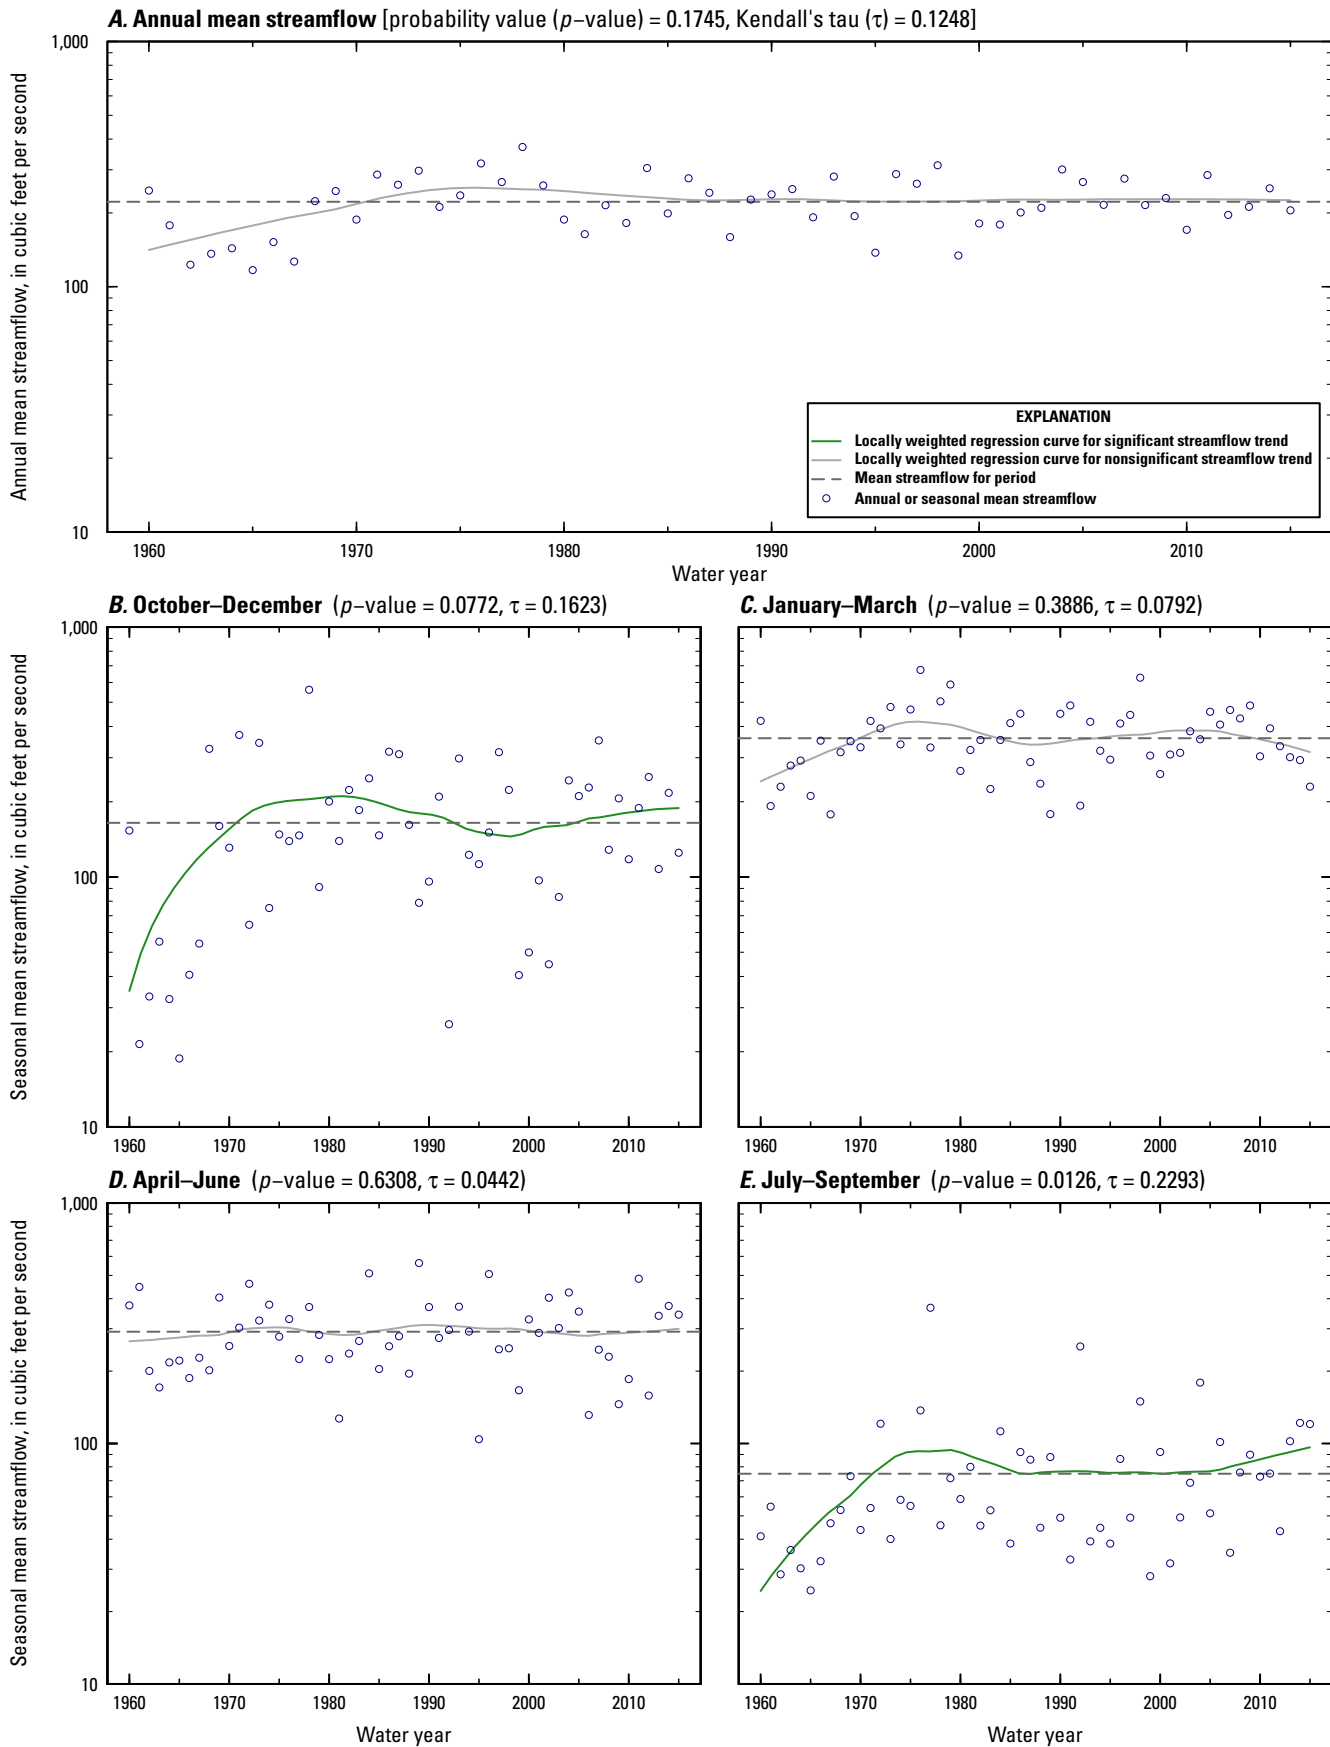 A. Annual mean streamflow [probability value (p−value) = 0.1745, Kendall's tau (τ) = 0.1248]
1,000
100
10
Annual mean streamflow, in cubic feet per second
EXPLANATION
Locally weighted regression curve for significant streamflow trend
Locally weighted regression curve for nonsignificant streamflow trend
Mean streamflow for period
Annual or seasonal mean streamflow
1960 1970 1980 1990 2000 2010
Water year
B. October–December (p−value = 0.0772, τ = 0.1623)
1,000
100
10
Seasonal mean streamflow, in cubic feet per second
1960 1970 1980 1990 2000 2010
C. January–March (p−value = 0.3886, τ = 0.0792)
1960 1970 1980 1990 2000 2010
D. April–June (p−value = 0.6308, τ = 0.0442)
1,000
100
10
Seasonal mean streamflow, in cubic feet per second
1960 1970 1980 1990 2000 2010
Water year
E. July–September (p−value = 0.0126, τ = 0.2293)
1960 1970 1980 1990 2000 2010
Water year